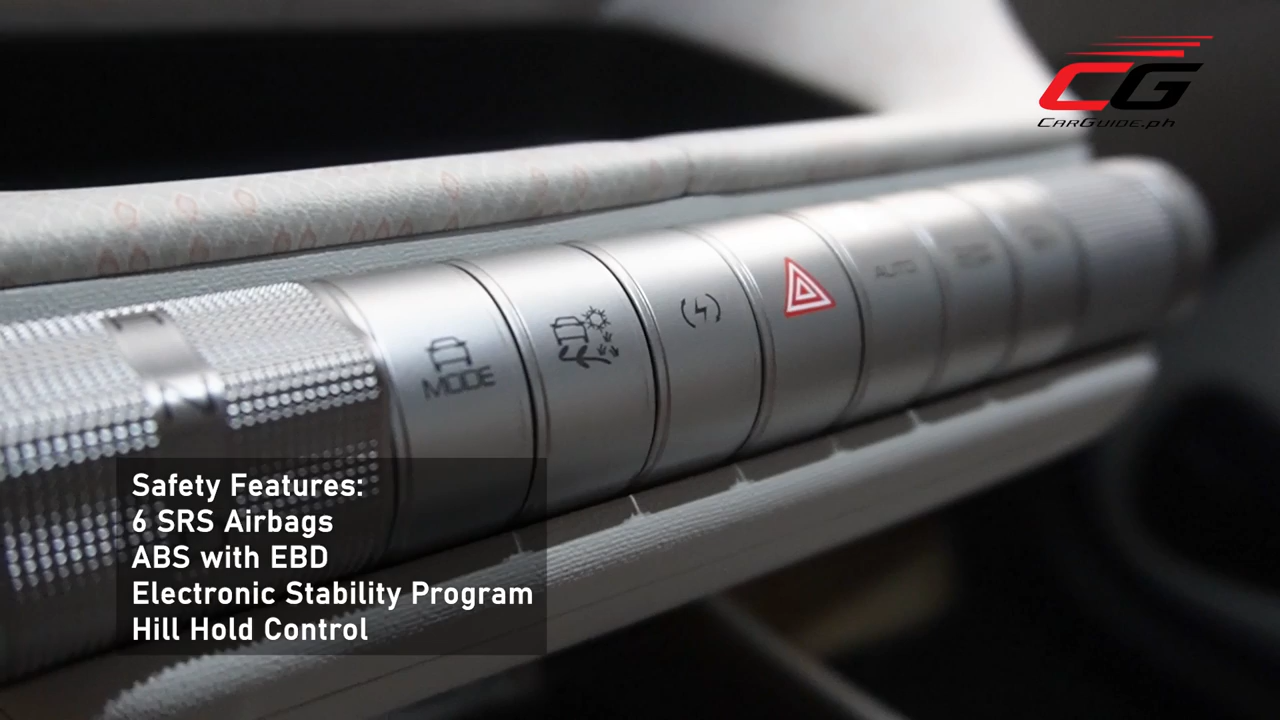 CG
CARGUIDE.ph
MODE
AUTO
Safety Features:
6 SRS Airbags
ABS with EBD
Electronic Stability Program
Hill Hold Control